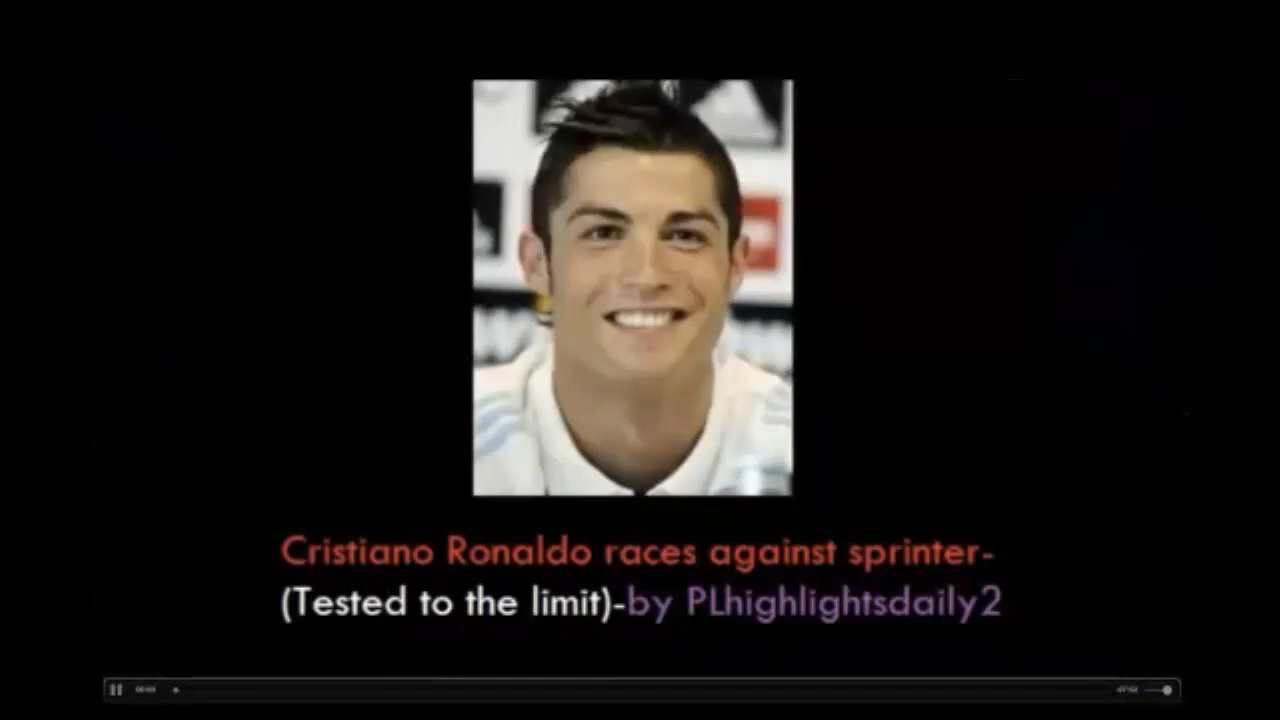 Cristiano Ronaldo races against sprinter-
(Tested to the limit)-by PLhighlightsdaily2